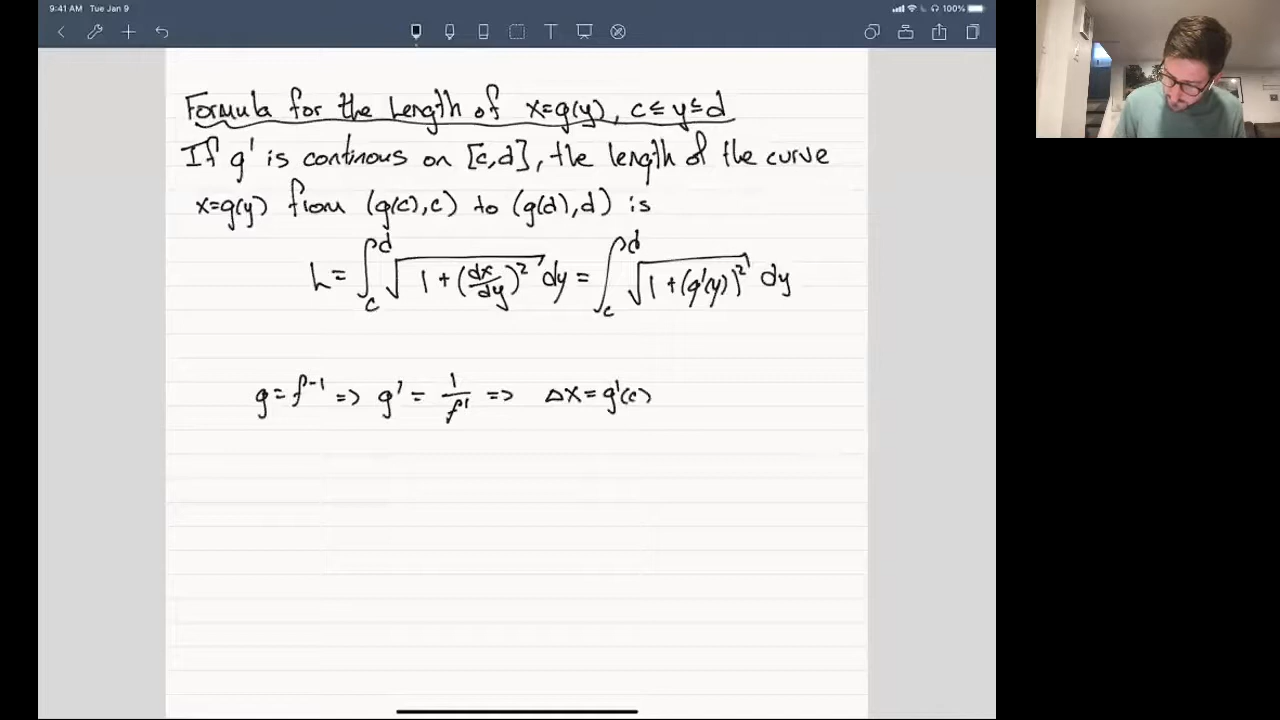 9:41 AM Tue Jan 9
100%
Formula for the Length of x=g(y), c ≤ y ≤ d
If g' is continous on [c,d], the length of the curve
x=g(y) from (g(c),c) to (g(d),d) is
L = ∫_c^d √(1 + (dx/dy)^2) dy = ∫_c^d √(1 + (g'(y))^2) dy
g = f^-1 => g' = 1/f' => Δx = g'(c)